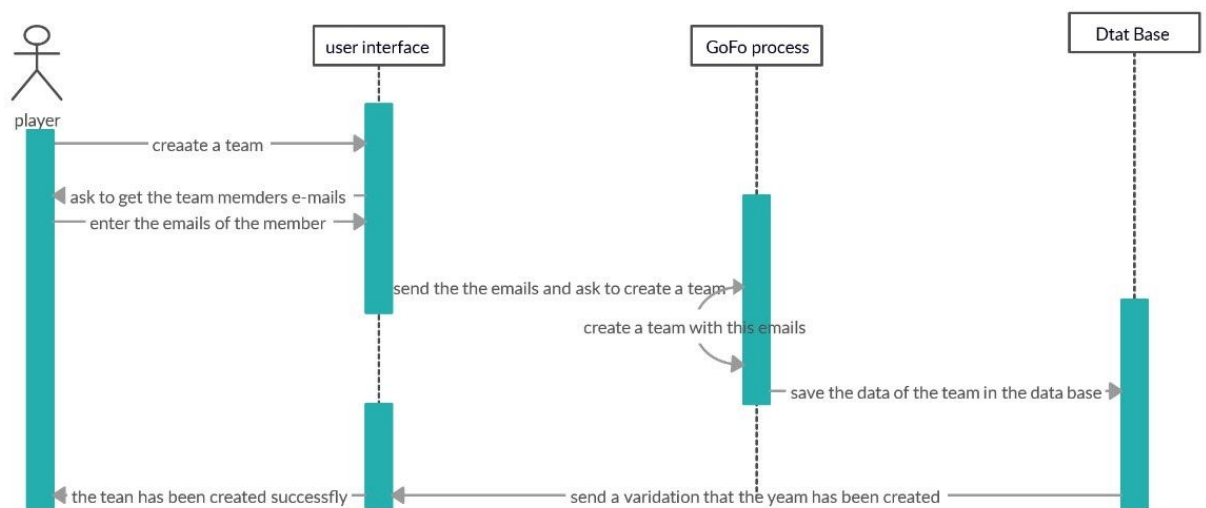 user interface
GoFo process
Dtat Base
player
creaate a team
ask to get the team memders e-mails
enter the emails of the member
send the the emails and ask to create a team
create a team with this emails
save the data of the team in the data base
the tean has been created successfly
send a varidation that the yeam has been created